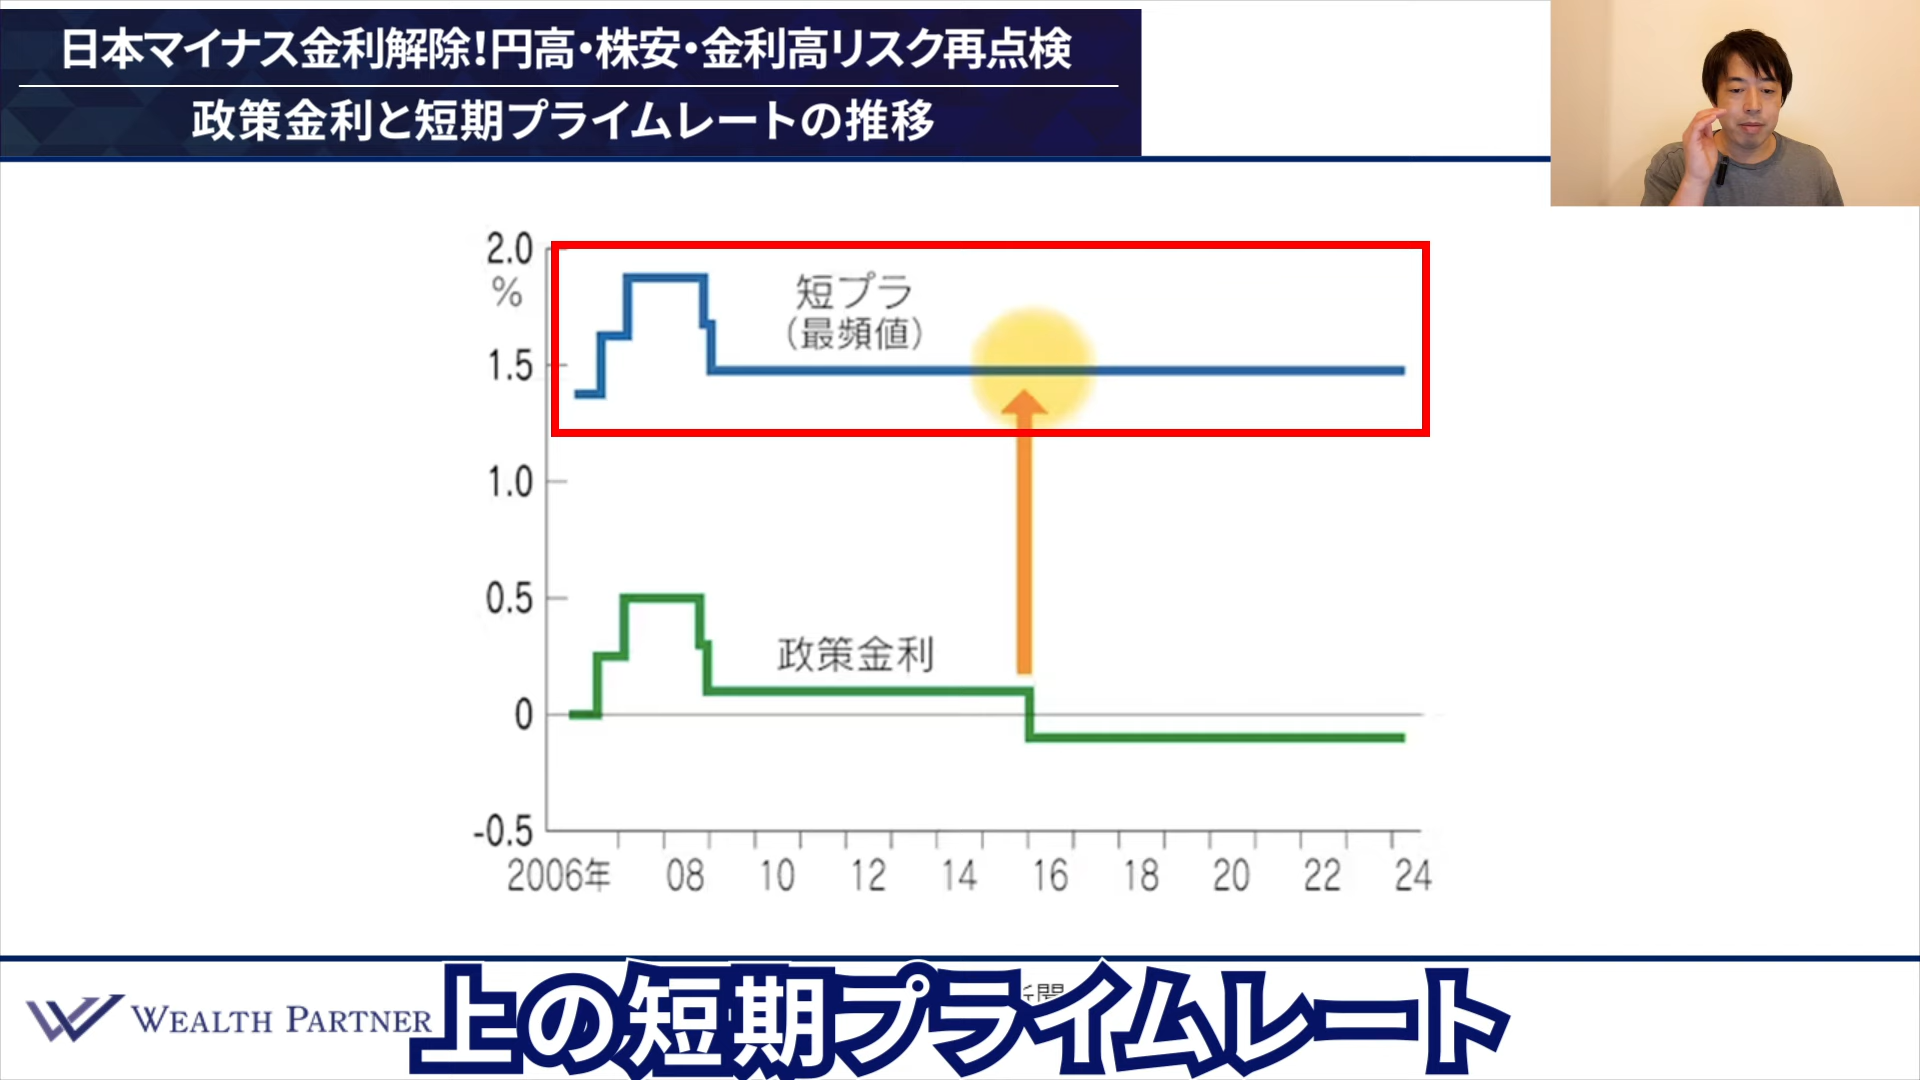 日本マイナス金利解除！円高・株安・金利高リスク再点検
政策金利と短期プライムレートの推移
2.0
%
短プラ
（最頻値）
1.5
1.0
0.5
政策金利
0
-0.5
2006年 08 10 12 14 16 18 20 22 24
WEALTH PARTNER
上の短期プライムレート